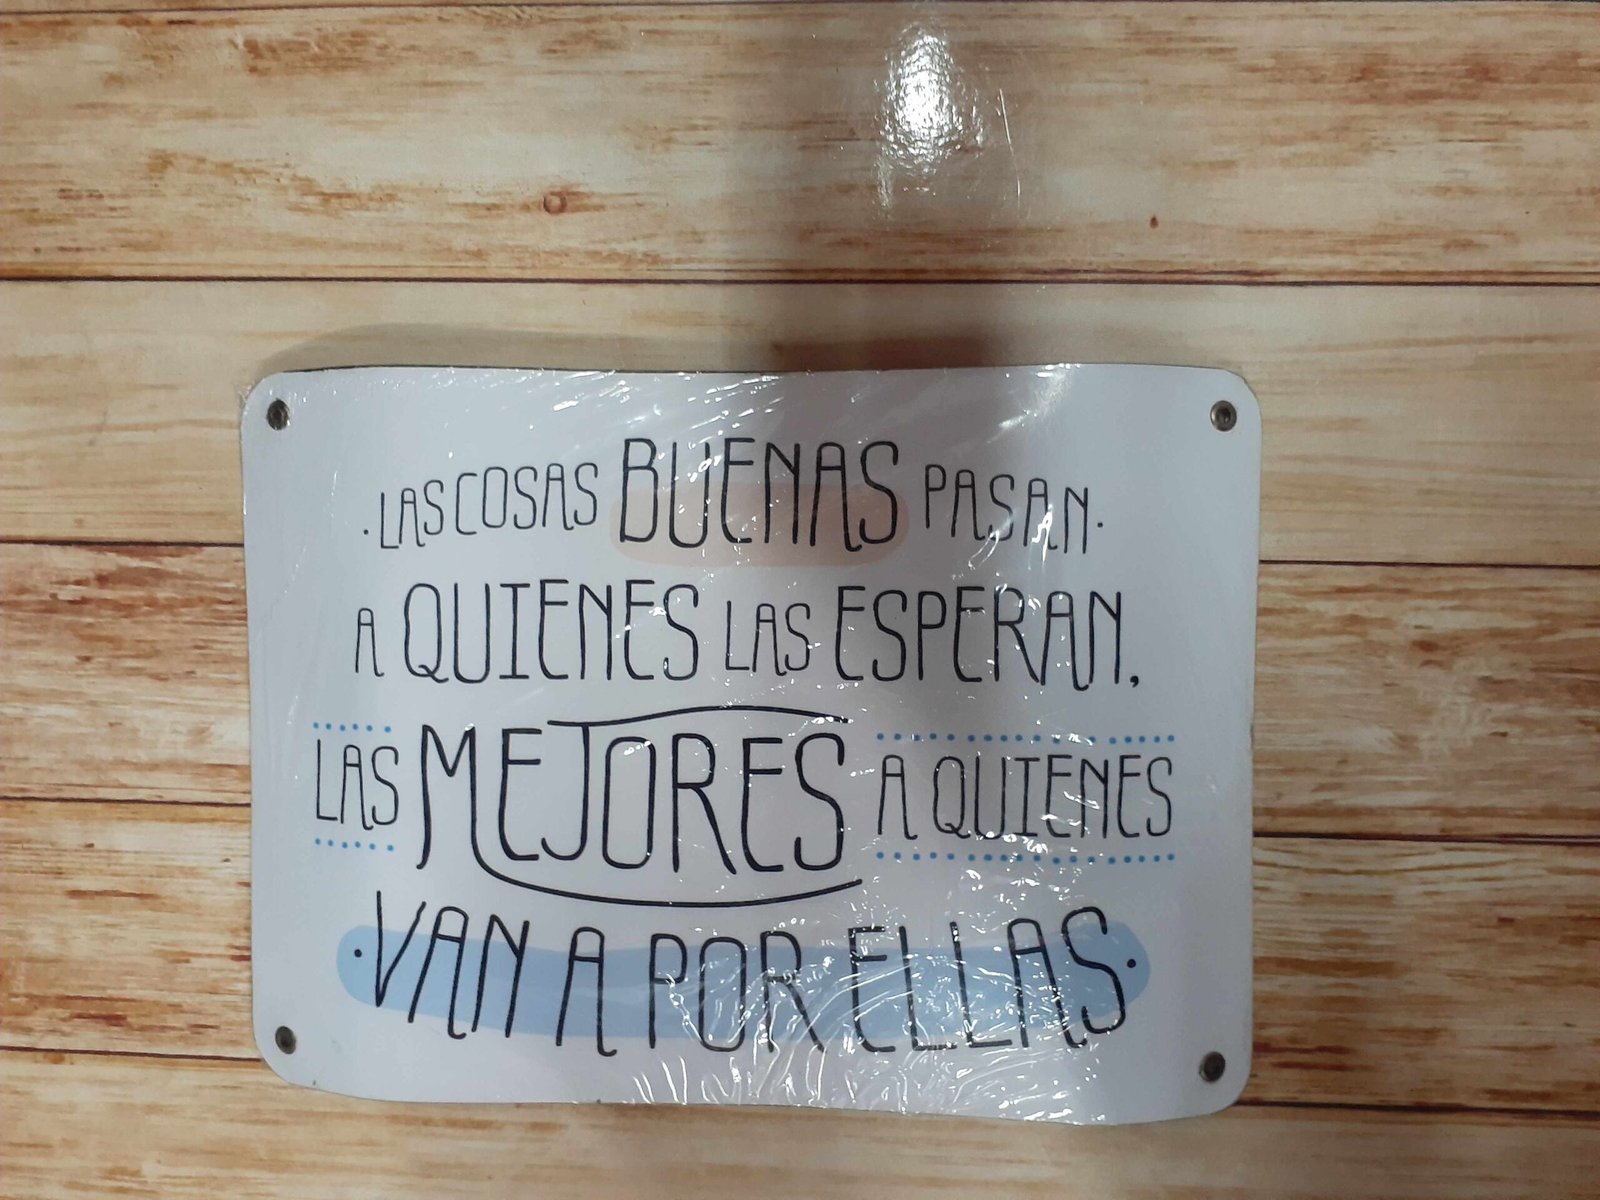 ·LAS COSAS BUENAS PASAN·
A QUIENES LAS ESPERAN,
LAS MEJORES A QUIENES
·VAN A POR ELLAS·